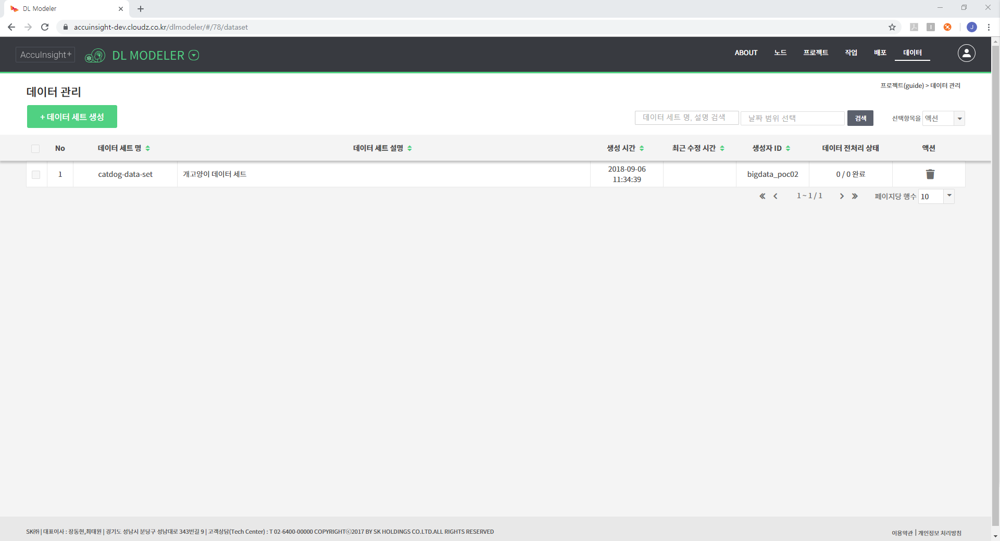 DL Modeler
accuinsight-dev.cloudz.co.kr/dlmodeler/#/78/dataset
J
AccuInsight+ DL MODELER ABOUT 노드 프로젝트 작업 배포 데이터
프로젝트(guide) > 데이터 관리
데이터 관리
+ 데이터 세트 생성 데이터 세트 명, 설명 검색 날짜 범위 선택 검색 선택항목을 액션
No 데이터 세트 명 데이터 세트 설명 생성 시간 최근 수정 시간 생성자 ID 데이터 전처리 상태 액션
1 catdog-data-set 개고양이 데이터 세트 2018-09-06 11:34:39 bigdata_poc02 0 / 0 완료
1 ~ 1 / 1 페이지당 행수 10
SK㈜ | 대표이사 : 장동현,최태원 | 경기도 성남시 분당구 성남대로 343번길 9 | 고객상담(Tech Center) : T 02-6400-00000 COPYRIGHTⓒ2017 BY SK HOLDINGS CO.LTD.ALL RIGHTS RESERVED
이용약관 | 개인정보 처리방침